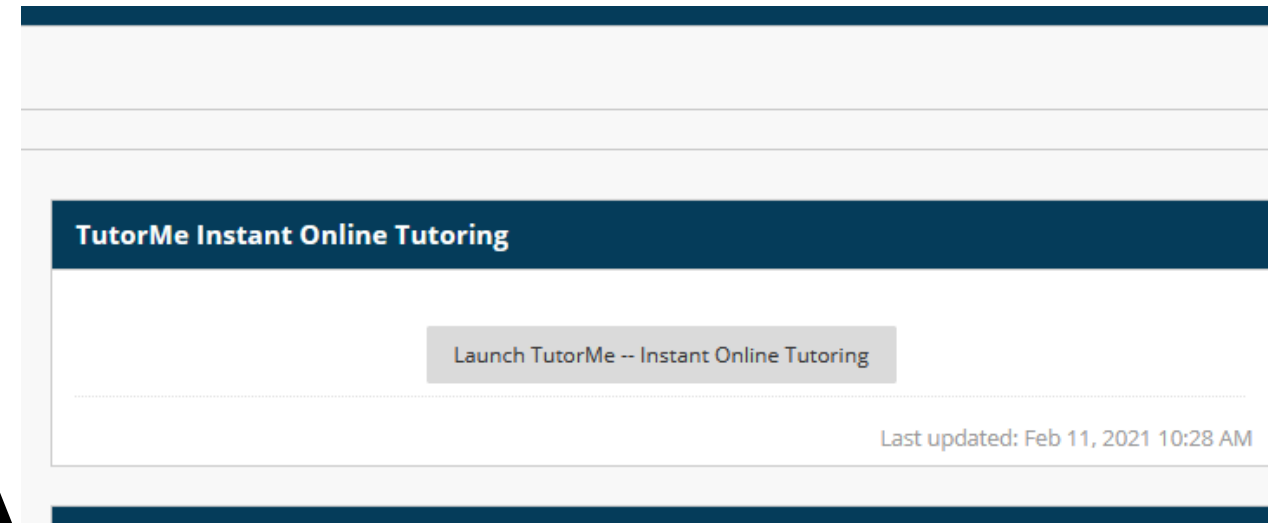 TutorMe Instant Online Tutoring
Launch TutorMe -- Instant Online Tutoring
Last updated: Feb 11, 2021 10:28 AM